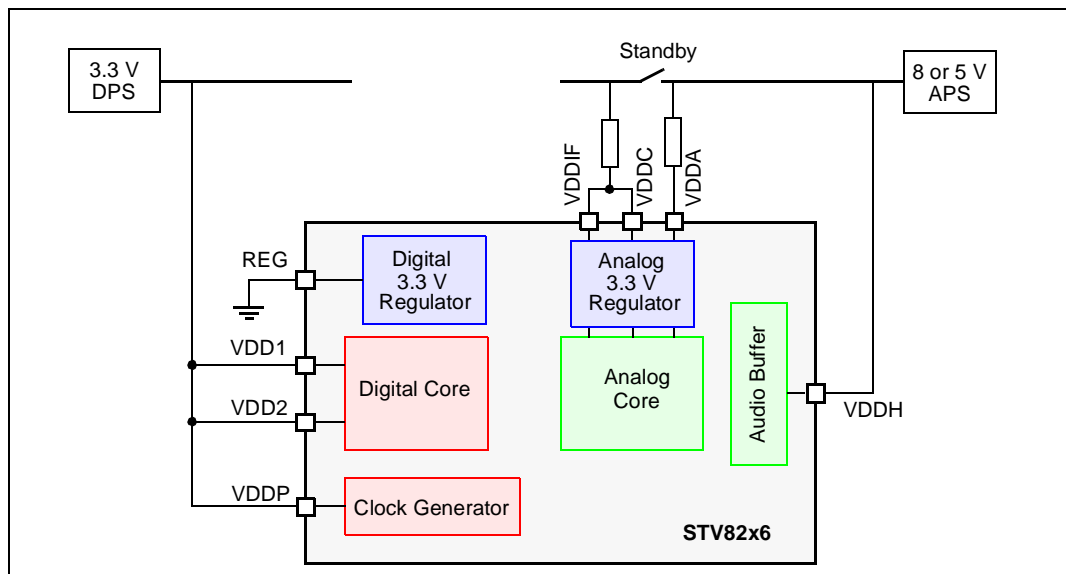 Standby
3.3 V
DPS
8 or 5 V
APS
VDDIF
VDDC
VDDA
REG
Digital
3.3 V
Regulator
Analog
3.3 V
Regulator
VDD1
Digital Core
VDD2
Analog
Core
Audio Buffer
VDDH
VDDP
Clock Generator
STV82x6